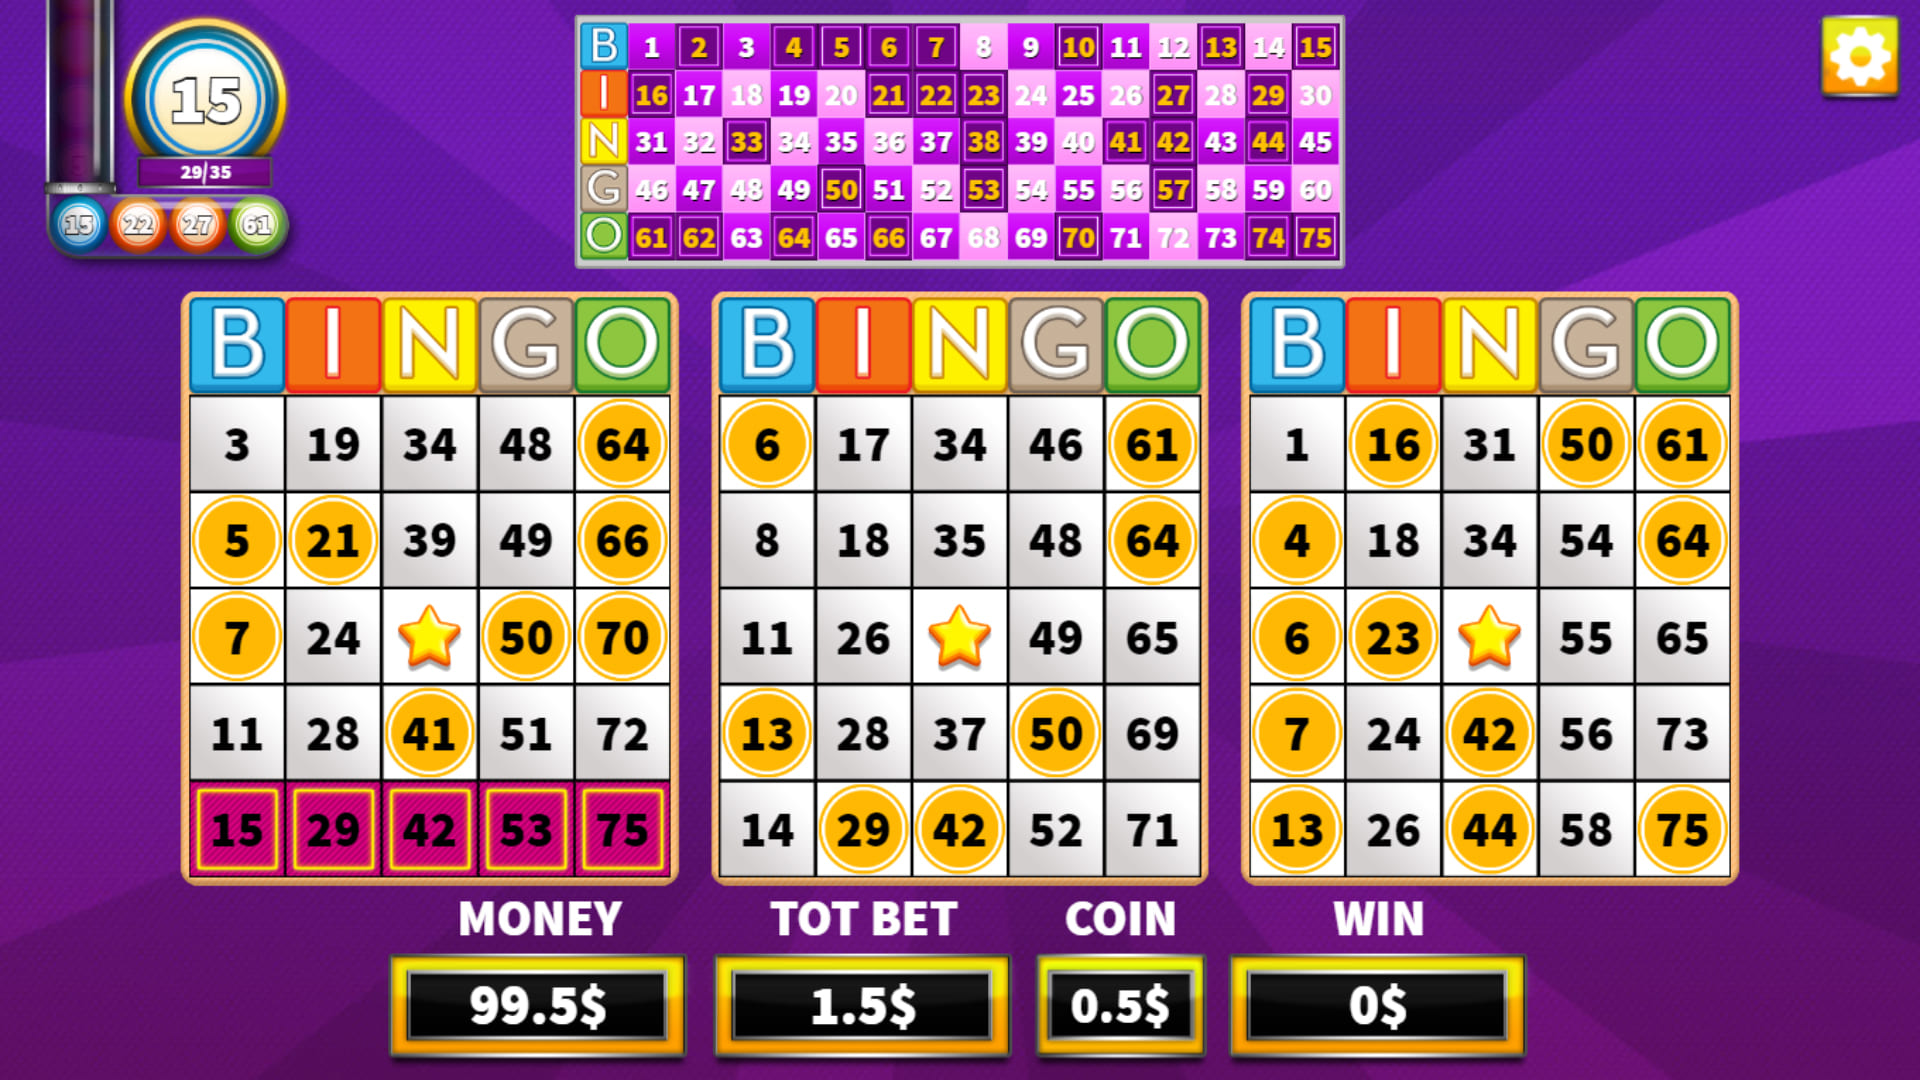 15
29/35
15 22 27 61
B 1 2 3 4 5 6 7 8 9 10 11 12 13 14 15
I 16 17 18 19 20 21 22 23 24 25 26 27 28 29 30
N 31 32 33 34 35 36 37 38 39 40 41 42 43 44 45
G 46 47 48 49 50 51 52 53 54 55 56 57 58 59 60
O 61 62 63 64 65 66 67 68 69 70 71 72 73 74 75
B I N G O
3 19 34 48 64
5 21 39 49 66
7 24 50 70
11 28 41 51 72
15 29 42 53 75
B I N G O
6 17 34 46 61
8 18 35 48 64
11 26 49 65
13 28 37 50 69
14 29 42 52 71
B I N G O
1 16 31 50 61
4 18 34 54 64
6 23 55 65
7 24 42 56 73
13 26 44 58 75
MONEY TOT BET COIN WIN
99.5$ 1.5$ 0.5$ 0$